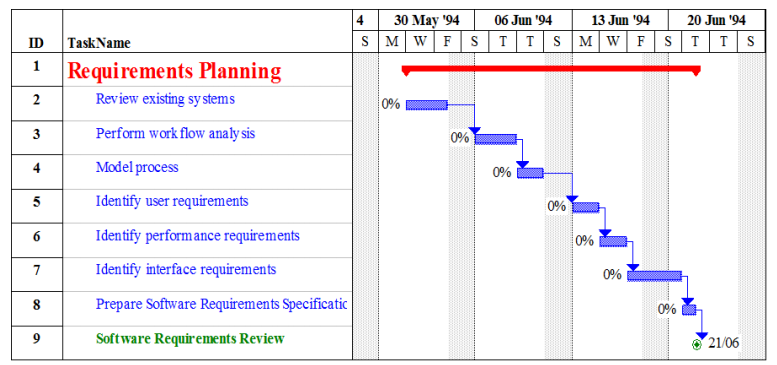 4 30 May '94 06 Jun '94 13 Jun '94 20 Jun '94
ID TaskName S M W F S T T S M W F S T T S
1 Requirements Planning
2 Review existing systems 0%
3 Perform work flow analysis 0%
4 Model process 0%
5 Identify user requirements 0%
6 Identify performance requirements 0%
7 Identify interface requirements 0%
8 Prepare Software Requirements Specificatic 0%
9 Software Requirements Review 21/06